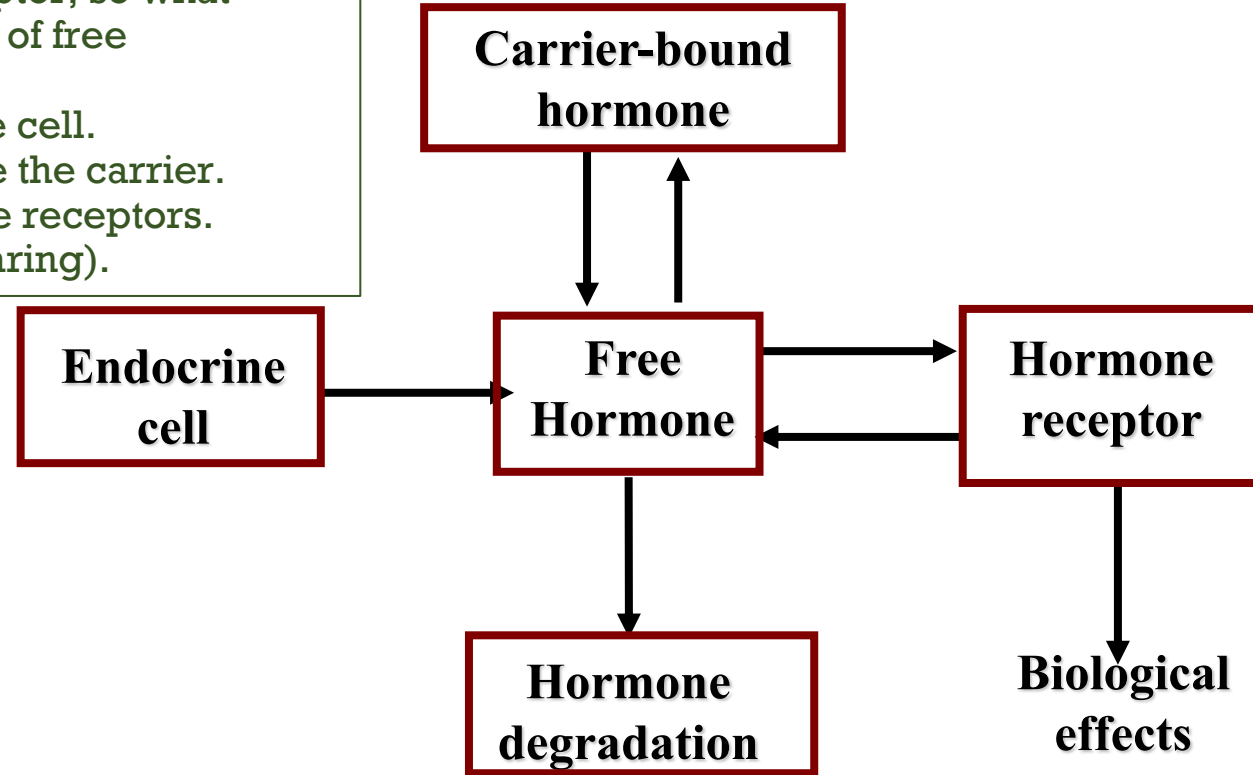 of free
e cell.
e the carrier.
e receptors.
aring).
Carrier-bound
hormone
Endocrine
cell
Free
Hormone
Hormone
receptor
Hormone
degradation
Biological
effects